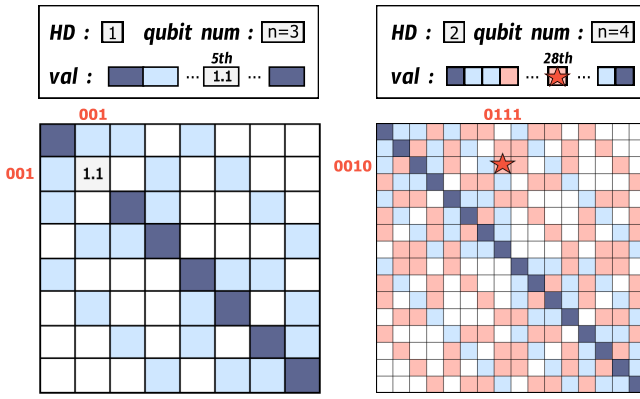 HD : 1 qubit num : n=3
5th
val : ... 1.1 ...
001
001
1.1
HD : 2 qubit num : n=4
28th
val : ... ...
0111
0010